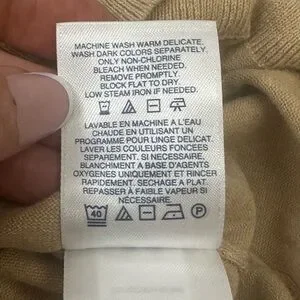 MACHINE WASH WARM DELICATE.
WASH DARK COLORS SEPARATELY.
ONLY NON-CHLORINE
BLEACH WHEN NEEDED.
REMOVE PROMPTLY.
BLOCK FLAT TO DRY.
LOW STEAM IRON IF NEEDED.
LAVABLE EN MACHINE A L'EAU
CHAUDE EN UTILISANT UN
PROGRAMME POUR LINGE DELICAT.
LAVER LES COULEURS FONCEES
SEPAREMENT. SI NECESSAIRE,
BLANCHIMENT A BASE D'AGENTS
OXYGENES UNIQUEMENT ET RINCER
RAPIDEMENT. SECHAGE A PLAT.
REPASSER A FAIBLE VAPEUR SI
NECESSAIRE.
40 P